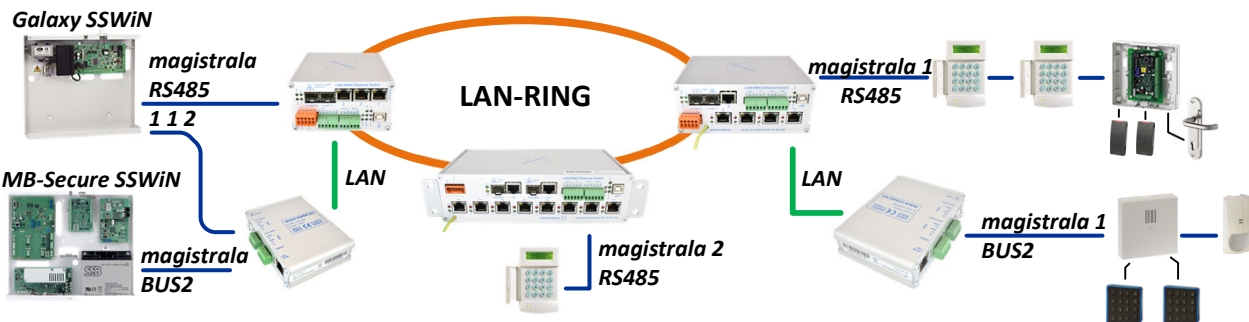 Galaxy SSWiN
magistrala
RS485
1 1 2
MB-Secure SSWiN
magistrala
BUS2
LAN
LAN-RING
magistrala 1
RS485
magistrala 2
RS485
LAN
magistrala 1
BUS2
SSB